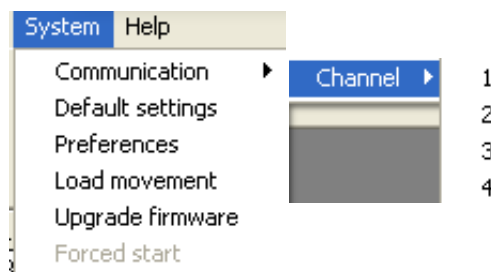 System Help
Communication Channel 1
Default settings 2
Preferences 3
Load movement 4
Upgrade firmware
Forced start